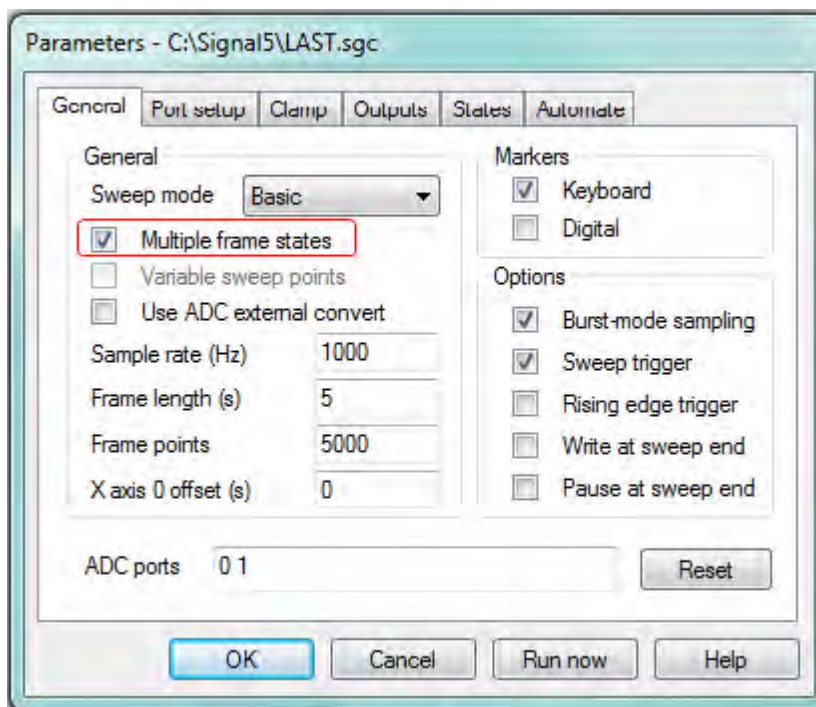 Parameters - C:\Signal5\LAST.sgc
General Port setup Clamp Outputs States Automate
General
Sweep mode Basic
Multiple frame states
Variable sweep points
Use ADC external convert
Sample rate (Hz) 1000
Frame length (s) 5
Frame points 5000
X axis 0 offset (s) 0
Markers
Keyboard
Digital
Options
Burst-mode sampling
Sweep trigger
Rising edge trigger
Write at sweep end
Pause at sweep end
ADC ports 0 1
Reset
OK Cancel Run now Help